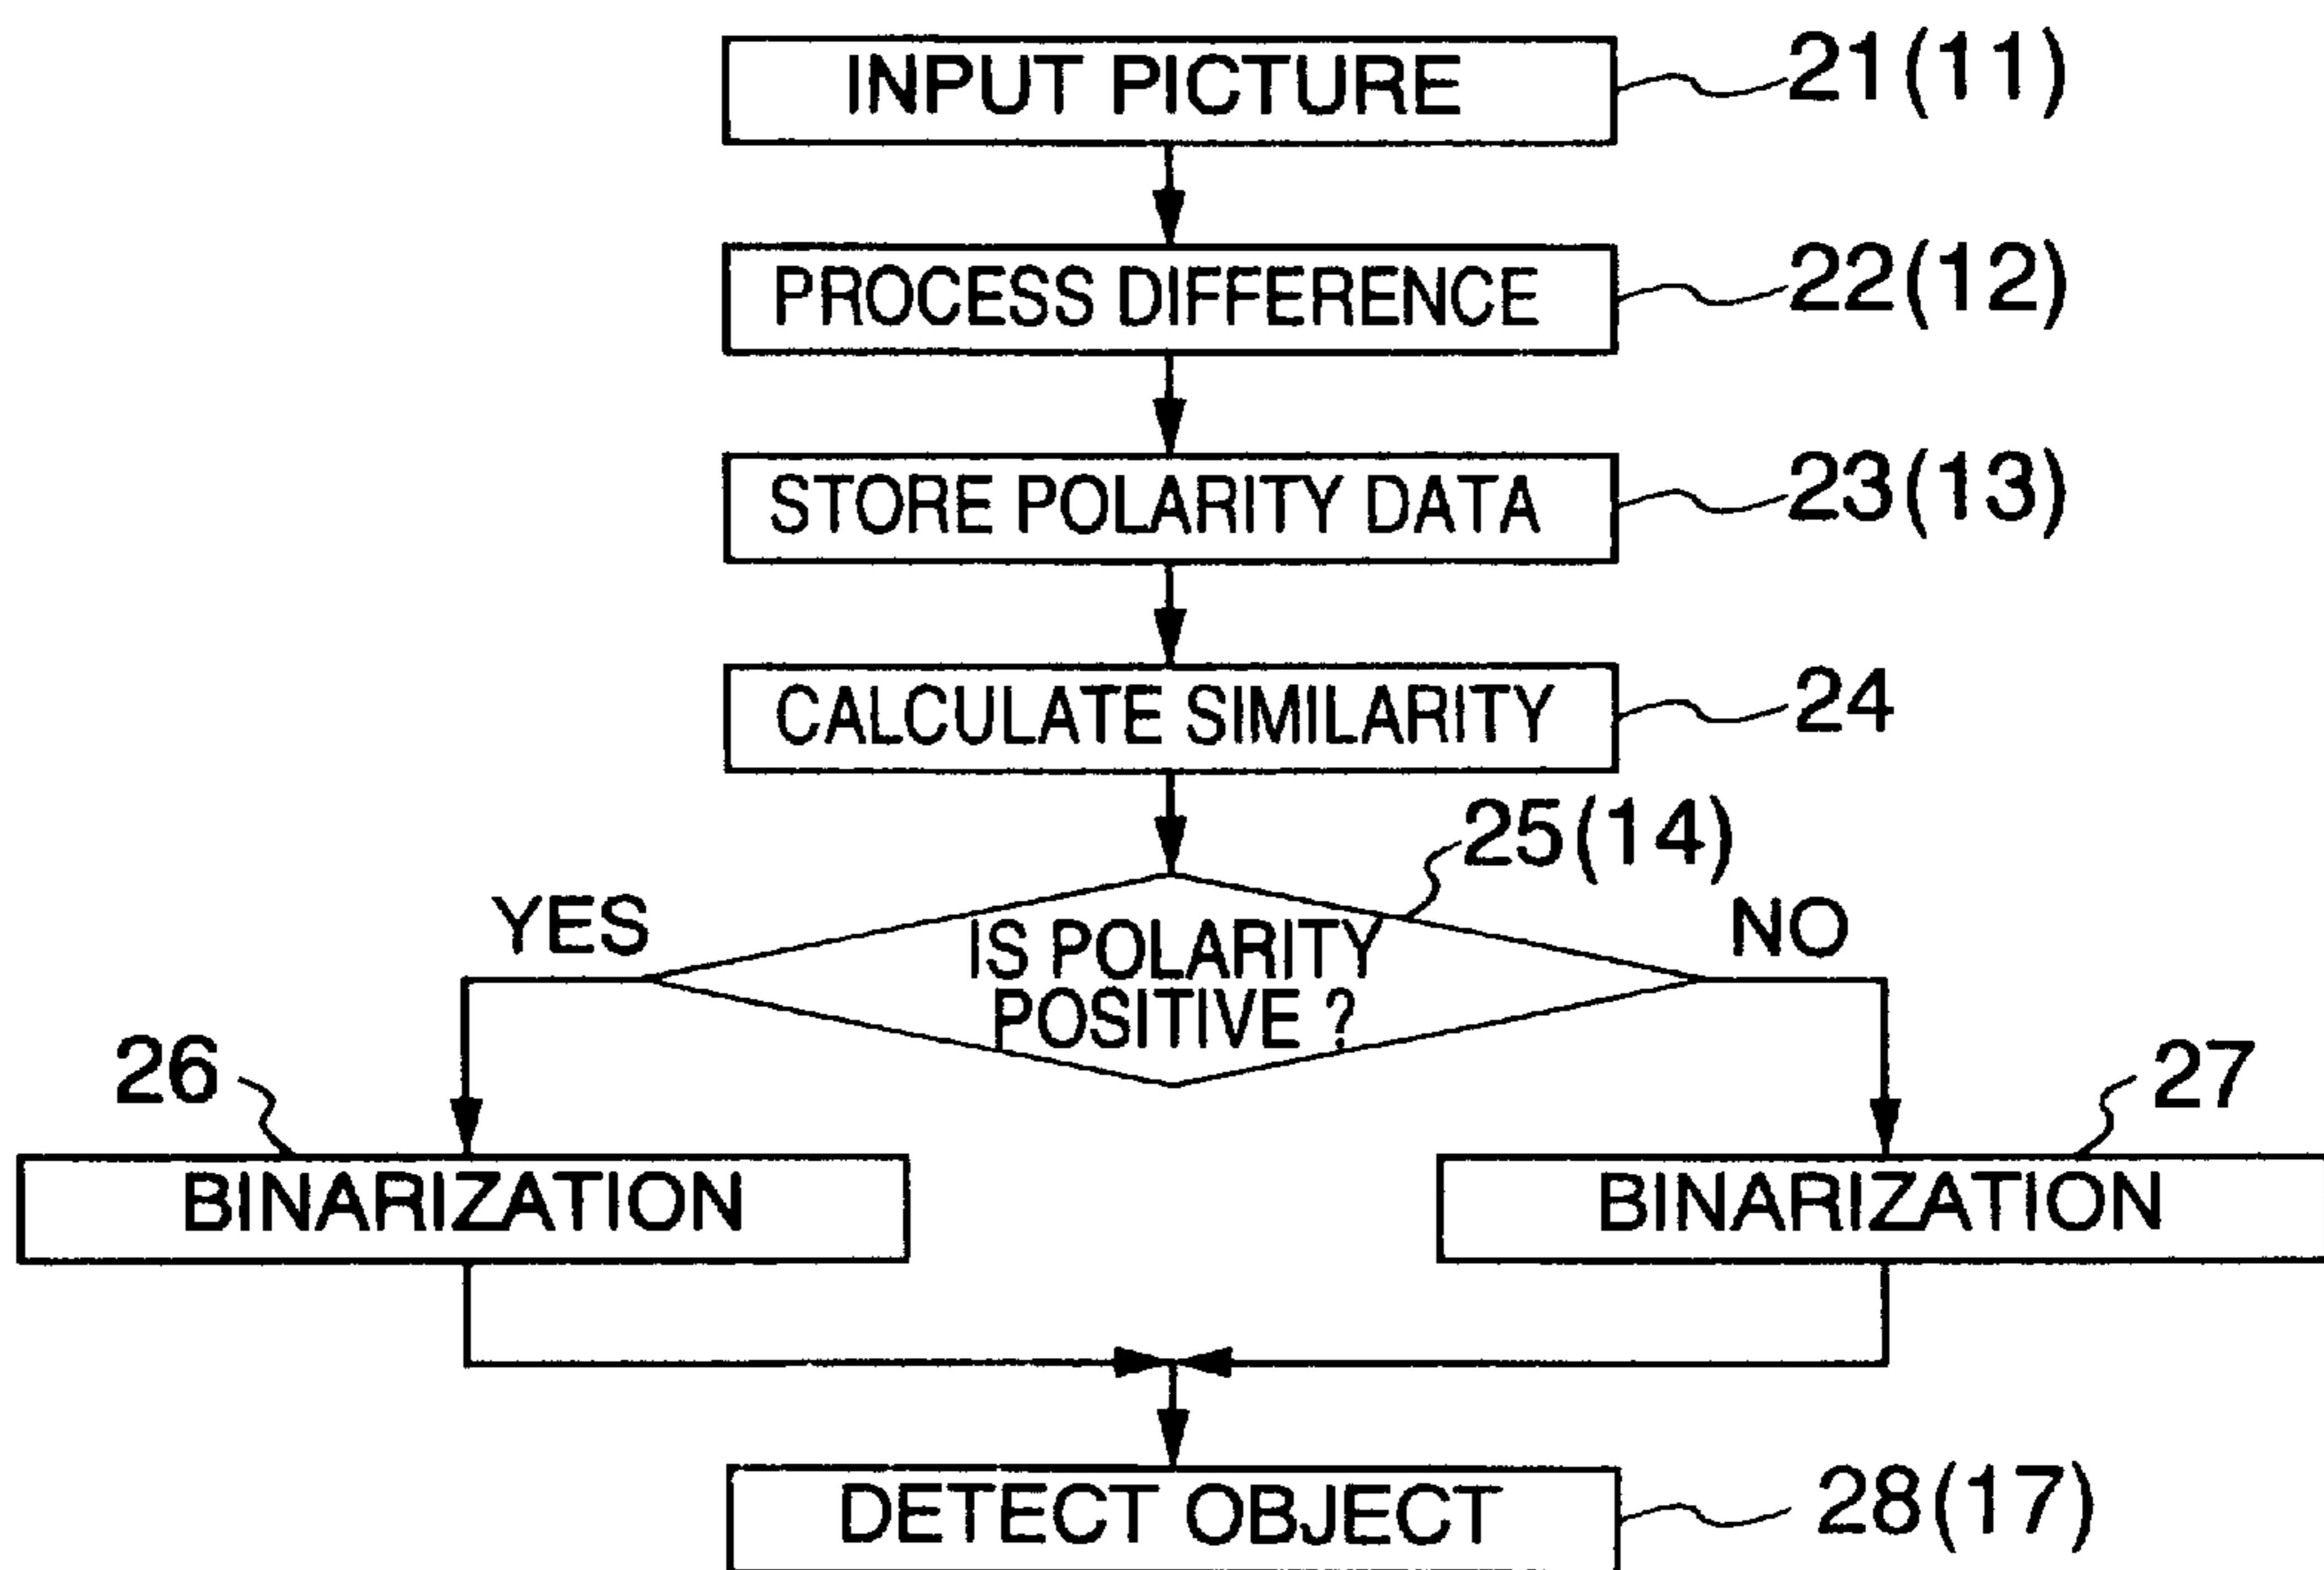 INPUT PICTURE
21(11)
PROCESS DIFFERENCE
22(12)
STORE POLARITY DATA
23(13)
CALCULATE SIMILARITY
24
25(14)
YES
IS POLARITY
POSITIVE ?
NO
26
27
BINARIZATION
BINARIZATION
DETECT OBJECT
28(17)